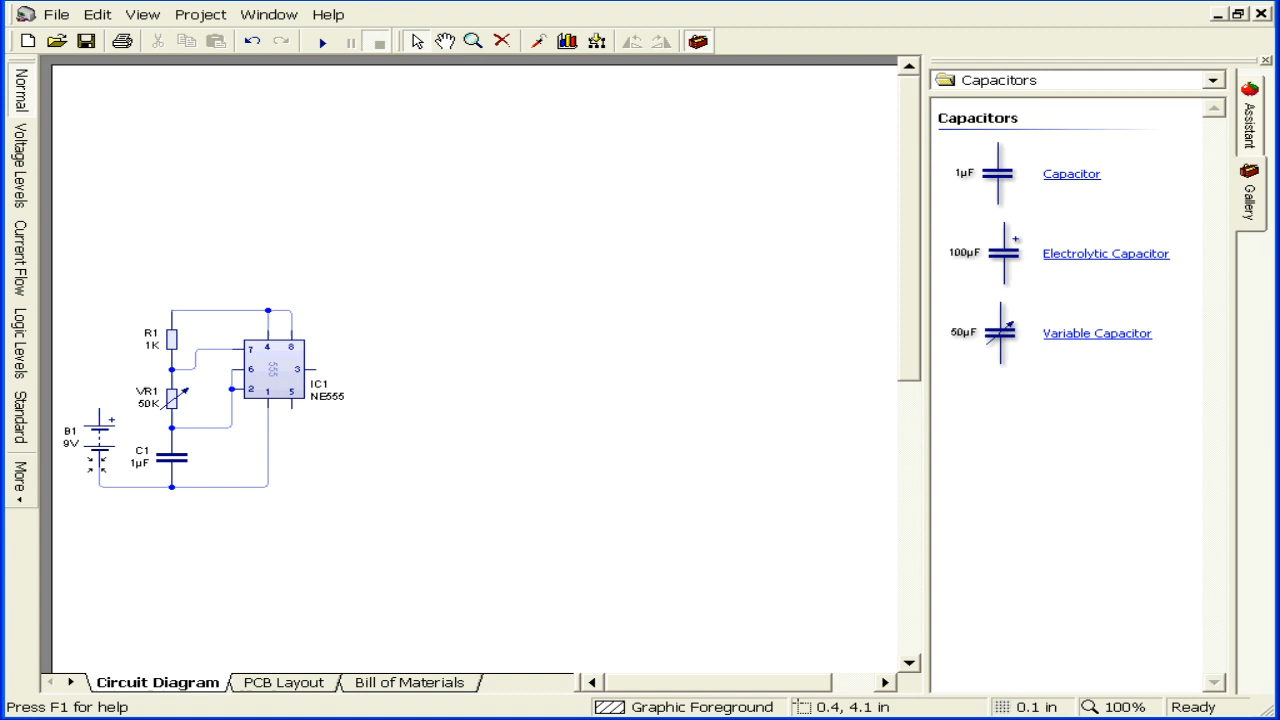 File Edit View Project Window Help
Normal
Voltage Levels
Current Flow
Logic Levels
Standard
More
R1
1K
VR1
50K
B1
9V
+
C1
1µF
7
6
2
4
8
3
1
5
555
IC1
NE555
Capacitors
Capacitors
1µF Capacitor
100µF + Electrolytic Capacitor
50µF Variable Capacitor
Assistant
Gallery
Circuit Diagram PCB Layout Bill of Materials
Press F1 for help Graphic Foreground 0.4, 4.1 in 0.1 in 100% Ready